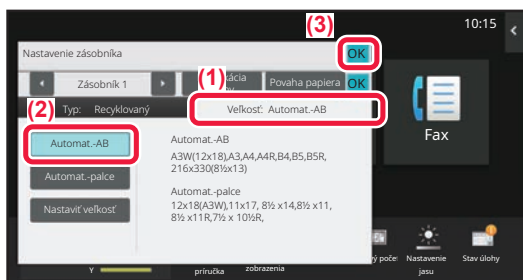 10:15
(3)
Nastavenie zásobníka
OK
Zásobník 1
(1)
kácia
Povaha papiera
OK
(2)
Typ: Recyklovaný
Veľkosť: Automat.-AB
Automat.-AB
Automat.-palce
Nastaviť veľkosť
Automat.-AB
A3W(12x18),A3,A4,A4R,B4,B5,B5R,
216x330(8½x13)
Automat.-palce
12x18(A3W),11x17, 8½ x14,8½ x11,
8½ x11R,7¼ x 10½R,
Fax
Y
príručka
zobrazenia
ý počet
Nastavenie
jasu
Stav úlohy